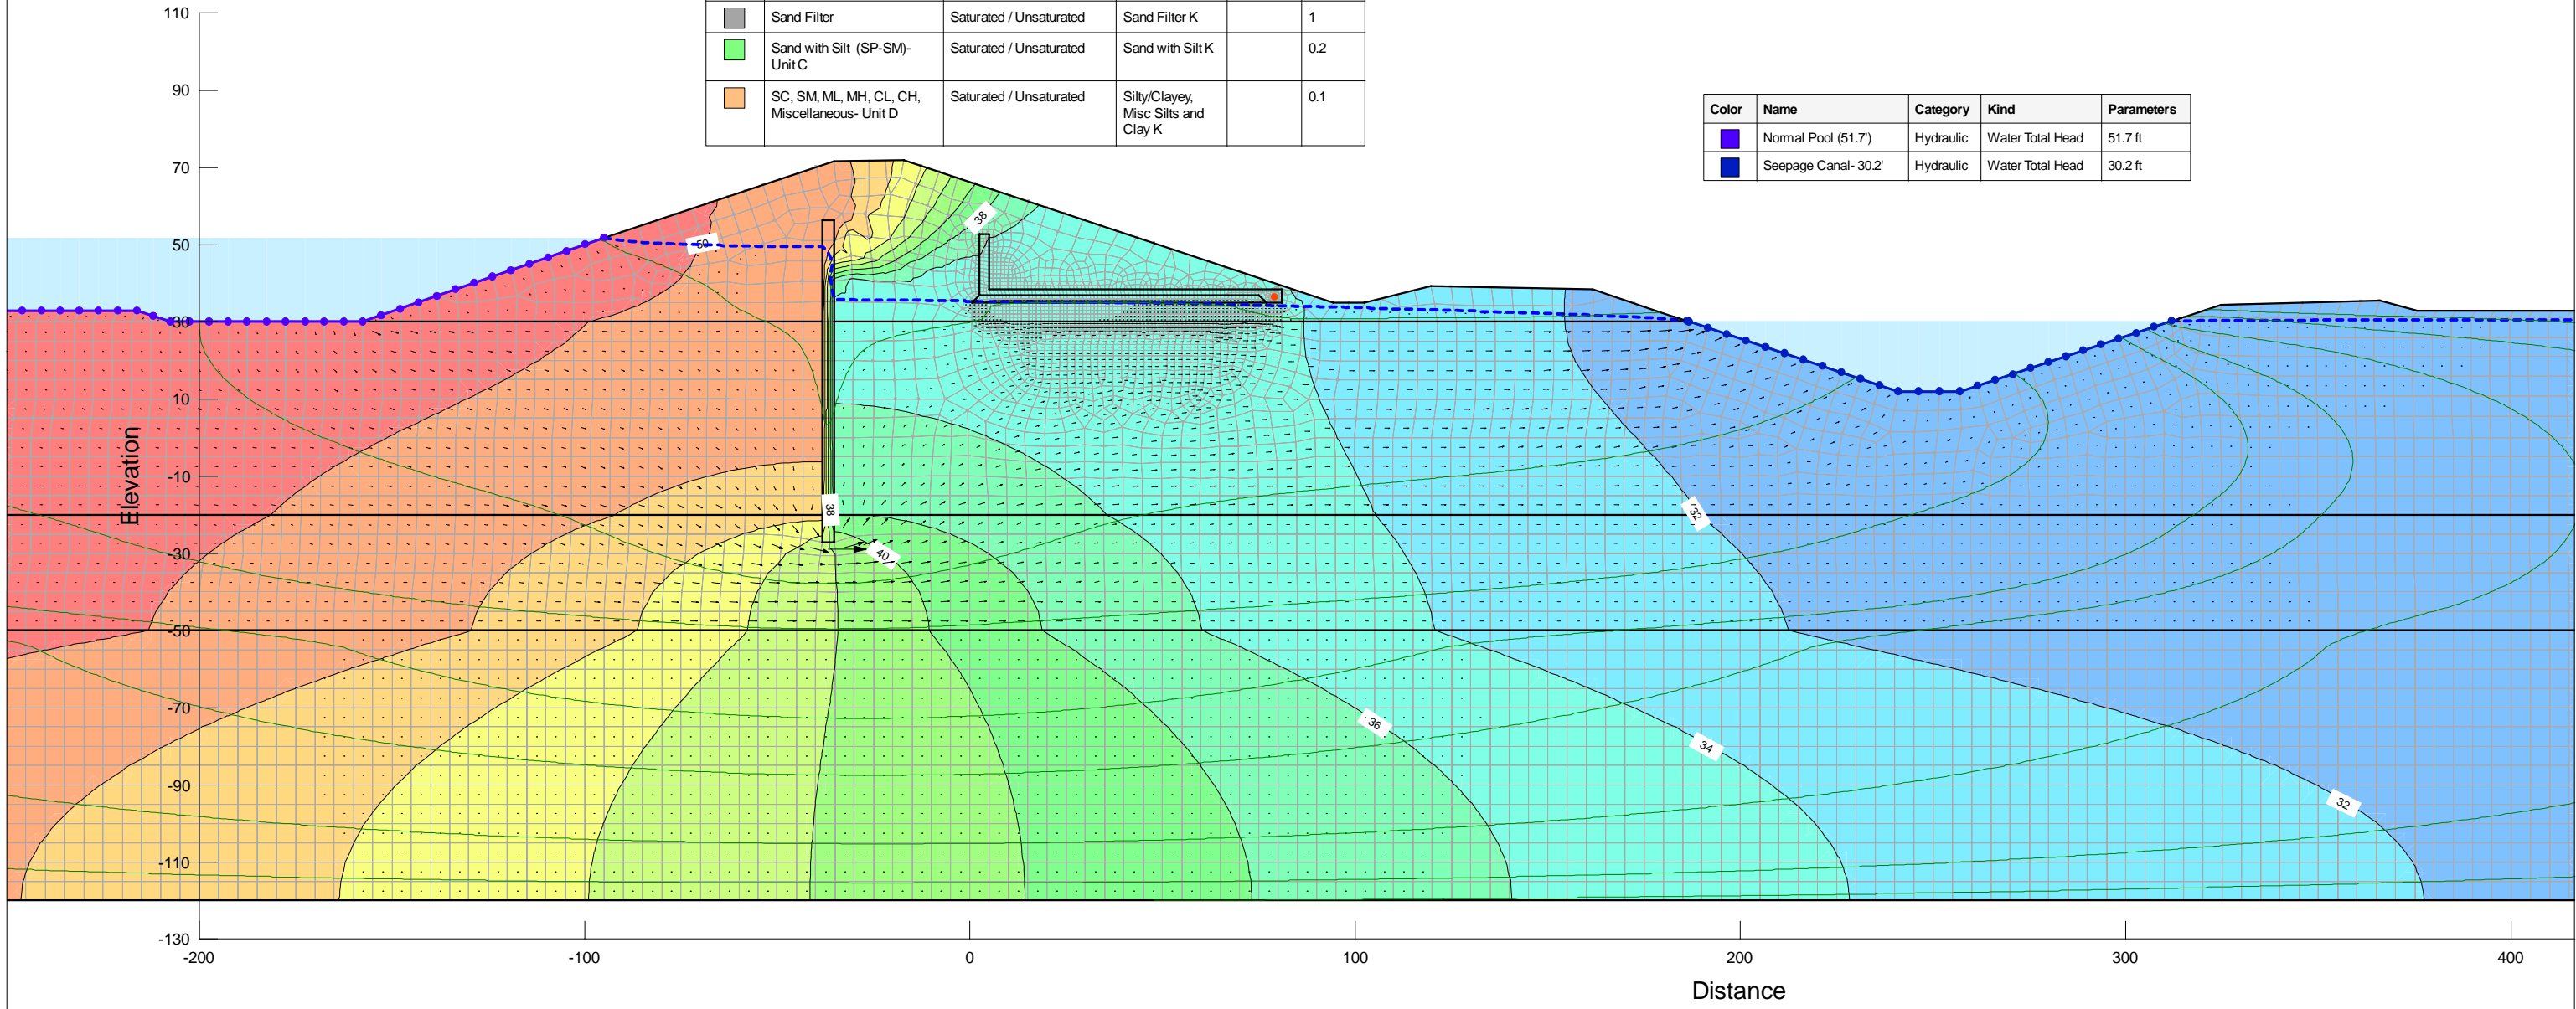 110
Sand Filter Saturated / Unsaturated Sand Filter K 1
Sand with Silt (SP-SM)- Saturated / Unsaturated Sand with Silt K 0.2
Unit C
SC, SM, ML, MH, CL, CH, Saturated / Unsaturated Silty/Clayey, 0.1
Miscellaneous- Unit D Misc Silts and
Clay K
Color Name Category Kind Parameters
Normal Pool (51.7') Hydraulic Water Total Head 51.7 ft
Seepage Canal- 30.2' Hydraulic Water Total Head 30.2 ft
90
70
50
30
10
-10
-30
-50
-70
-90
-110
-130
Elevation
50
38
38
40
36
34
32
32
-200 -100 0 100 200 300 400
Distance